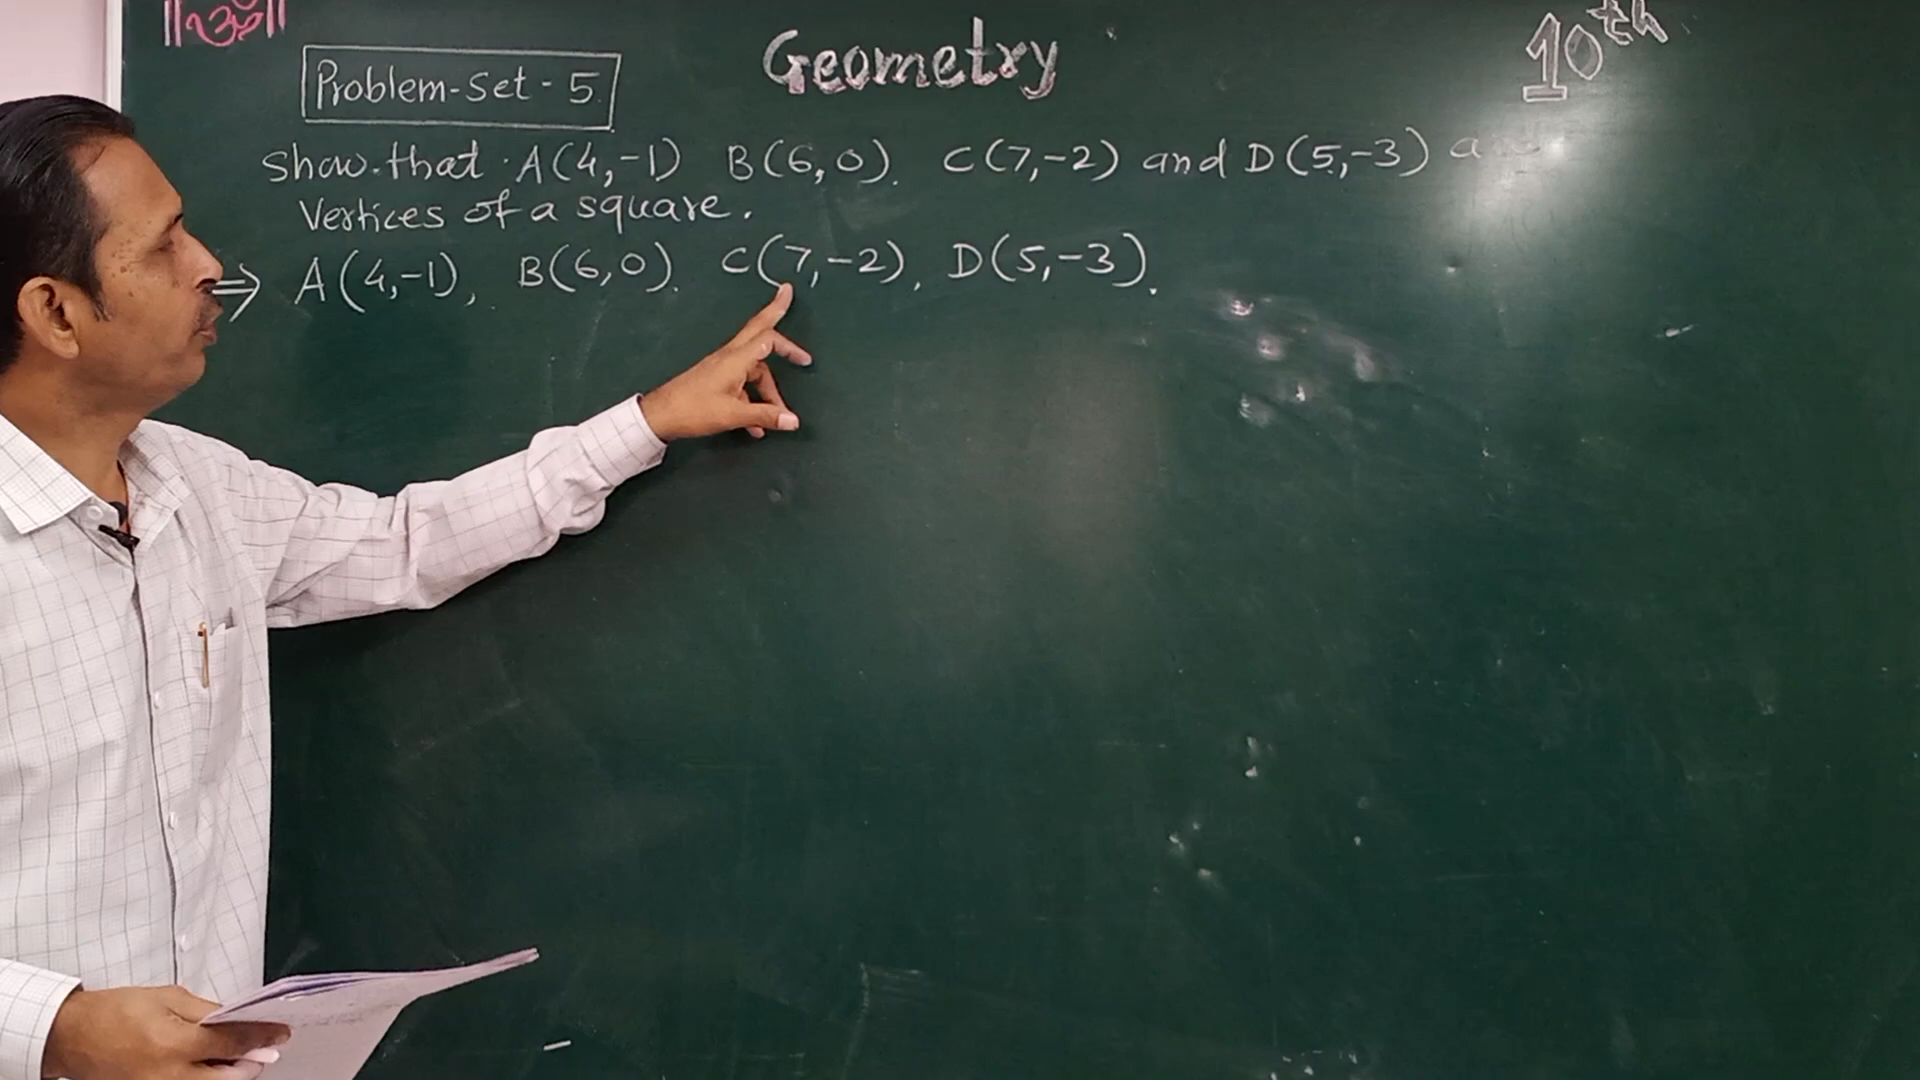 ||ॐ||
Geometry
10th
Problem-Set-5.
Show that A(4,-1) B(6,0). C(7,-2) and D(5,-3)
Vertices of a square.
⇒ A(4,-1), B(6,0). C(7,-2), D(5,-3).